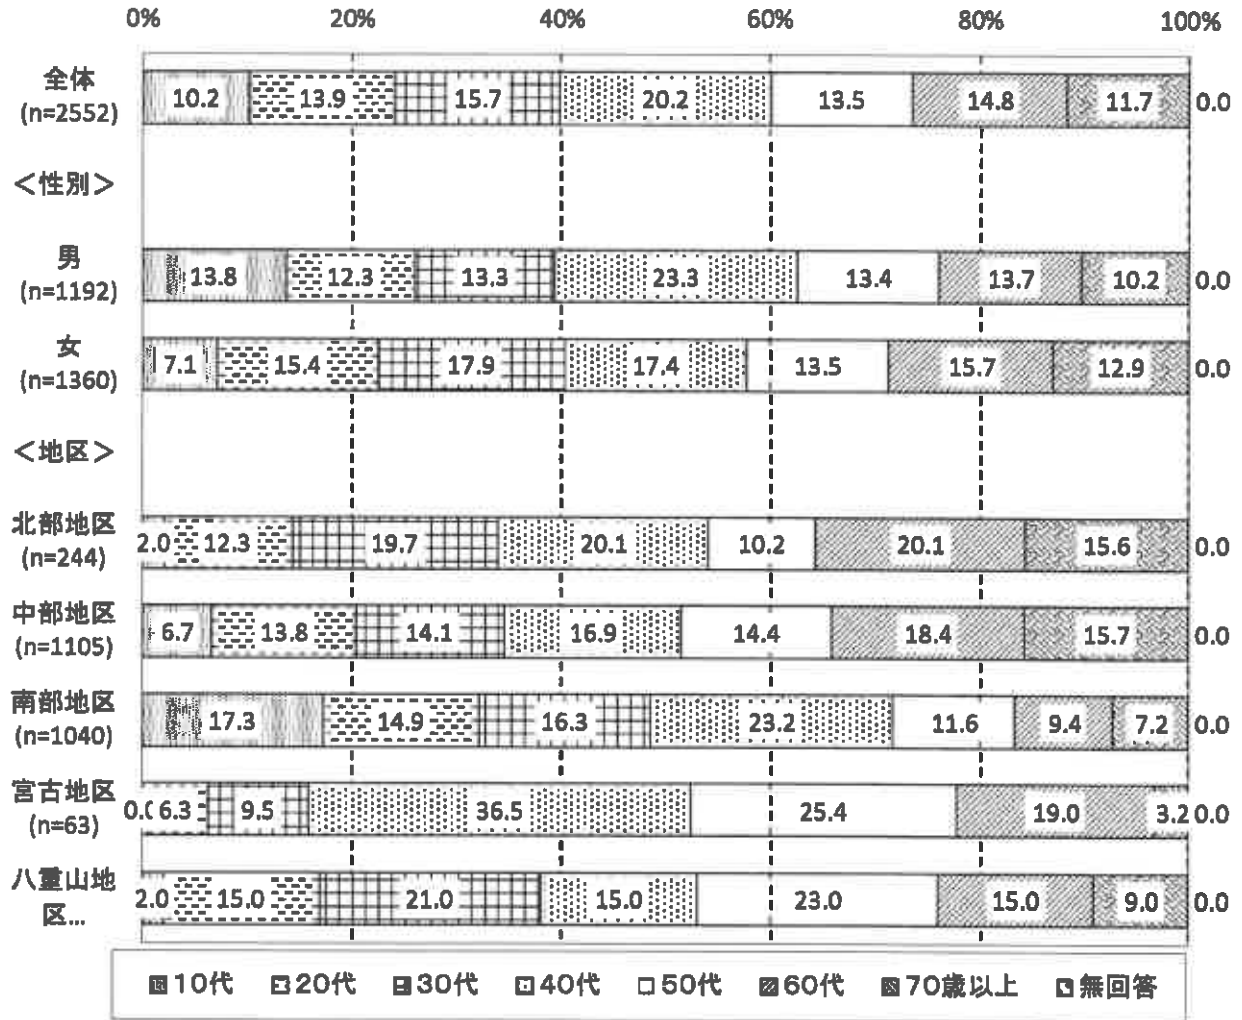 0% 20% 40% 60% 80% 100%
全体
(n=2552)
10.2 13.9 15.7 20.2 13.5 14.8 11.7 0.0
＜性別＞
男
(n=1192)
13.8 12.3 13.3 23.3 13.4 13.7 10.2 0.0
女
(n=1360)
7.1 15.4 17.9 17.4 13.5 15.7 12.9 0.0
＜地区＞
北部地区
(n=244)
2.0 12.3 19.7 20.1 10.2 20.1 15.6 0.0
中部地区
(n=1105)
6.7 13.8 14.1 16.9 14.4 18.4 15.7 0.0
南部地区
(n=1040)
17.3 14.9 16.3 23.2 11.6 9.4 7.2 0.0
宮古地区
(n=63)
6.3 9.5 36.5 25.4 19.0 3.2 0.0
八重山地
区...
2.0 15.0 21.0 15.0 23.0 15.0 9.0 0.0
10代 20代 30代 40代 50代 60代 70歳以上 無回答